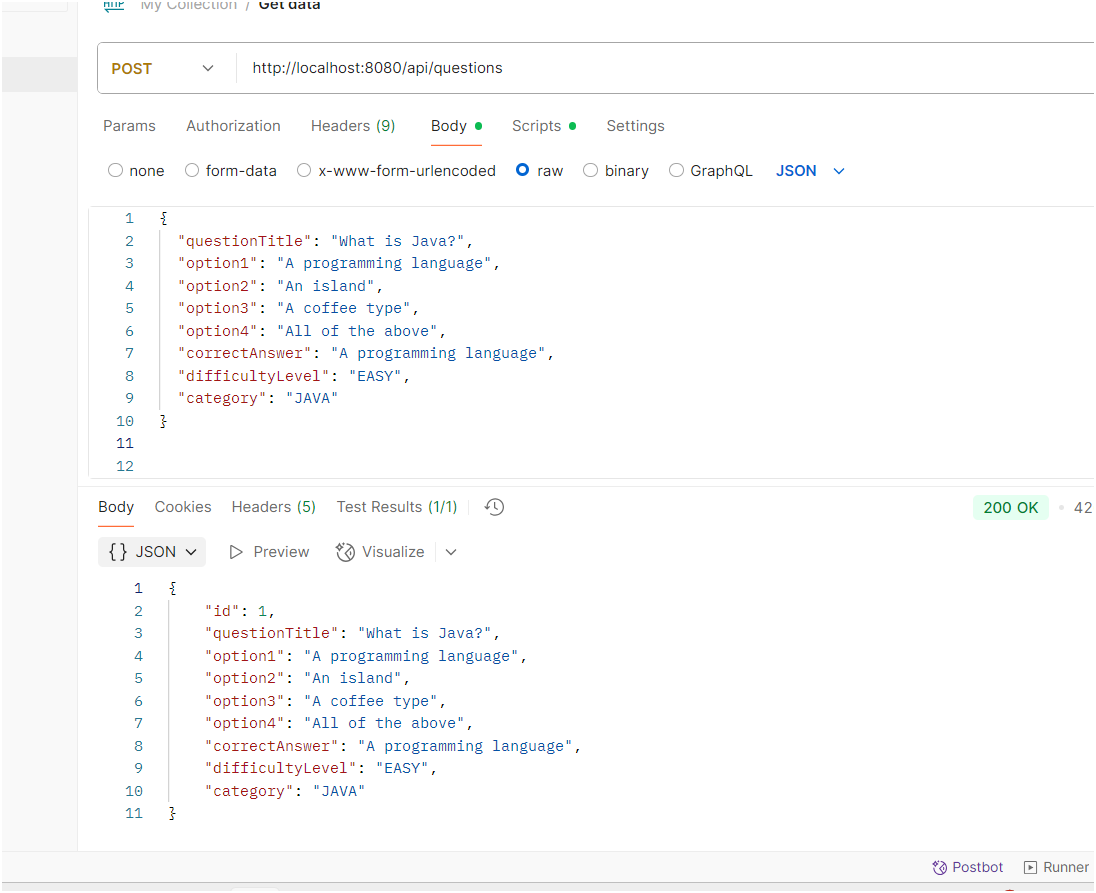 HTTP My Collection / Get data
POST http://localhost:8080/api/questions
Params Authorization Headers (9) Body Scripts Settings
none form-data x-www-form-urlencoded raw binary GraphQL JSON
1 {
2 "questionTitle": "What is Java?",
3 "option1": "A programming language",
4 "option2": "An island",
5 "option3": "A coffee type",
6 "option4": "All of the above",
7 "correctAnswer": "A programming language",
8 "difficultyLevel": "EASY",
9 "category": "JAVA"
10 }
11
12
Body Cookies Headers (5) Test Results (1/1) 200 OK 42
{} JSON Preview Visualize
1 {
2 "id": 1,
3 "questionTitle": "What is Java?",
4 "option1": "A programming language",
5 "option2": "An island",
6 "option3": "A coffee type",
7 "option4": "All of the above",
8 "correctAnswer": "A programming language",
9 "difficultyLevel": "EASY",
10 "category": "JAVA"
11 }
Postbot Runner